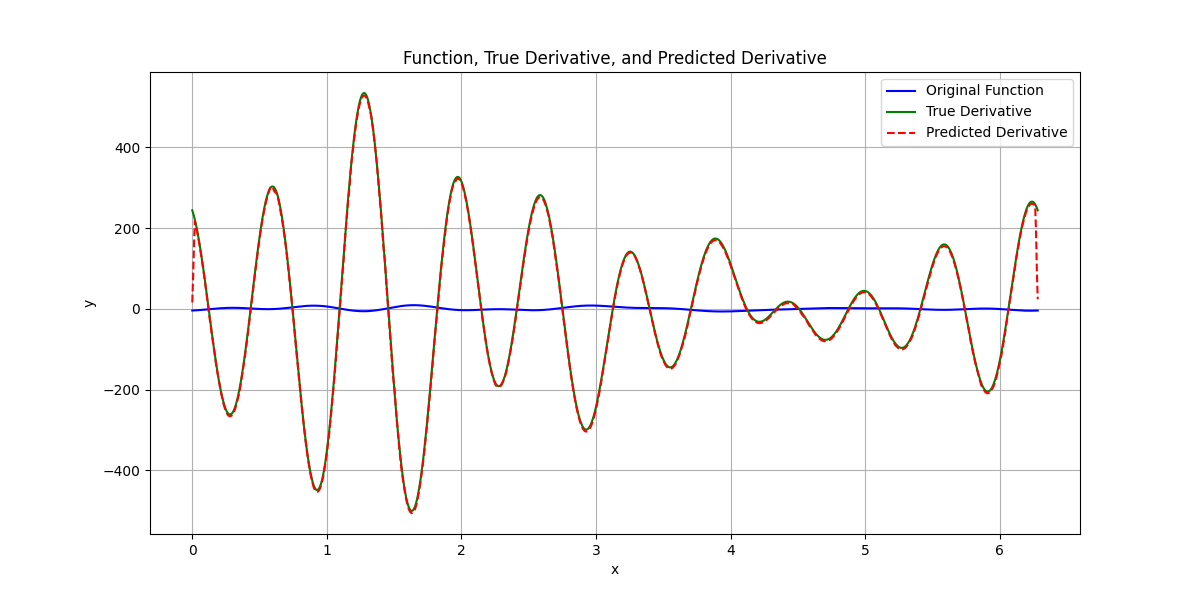 Function, True Derivative, and Predicted Derivative
Original Function
True Derivative
Predicted Derivative
400
200
0
−200
−400
y
0 1 2 3 4 5 6
x